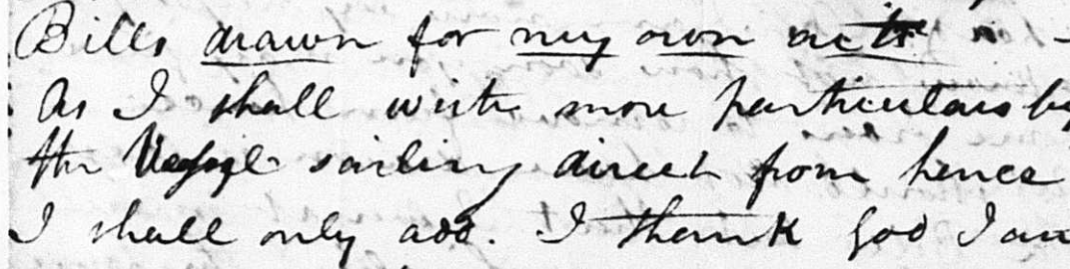 Bills drawn for my own actt
As I shall write more particulars by
the Vessel sailing direct from hence
I shall only add. I thank God I am